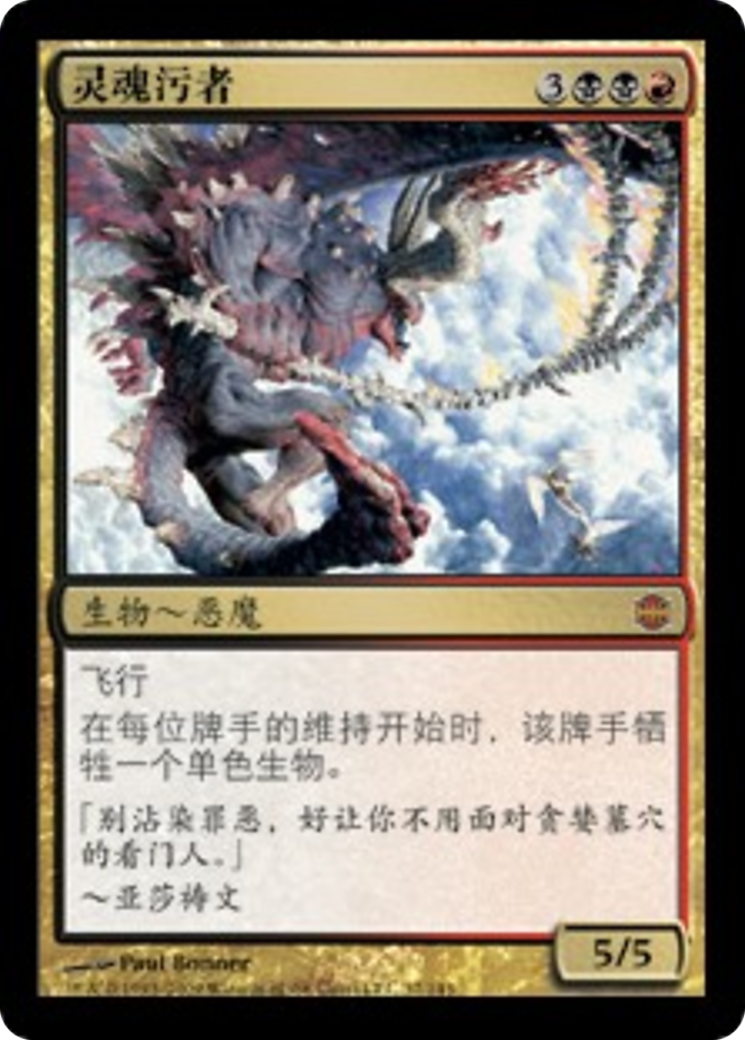 灵魂污者
3
生物～恶魔
飞行
在每位牌手的维持开始时，该牌手牺
牲一个单色生物。
「别沾染罪恶，好让你不用面对贪婪墓穴
的看门人。」
～亚莎祷文
5/5
Paul Bonner